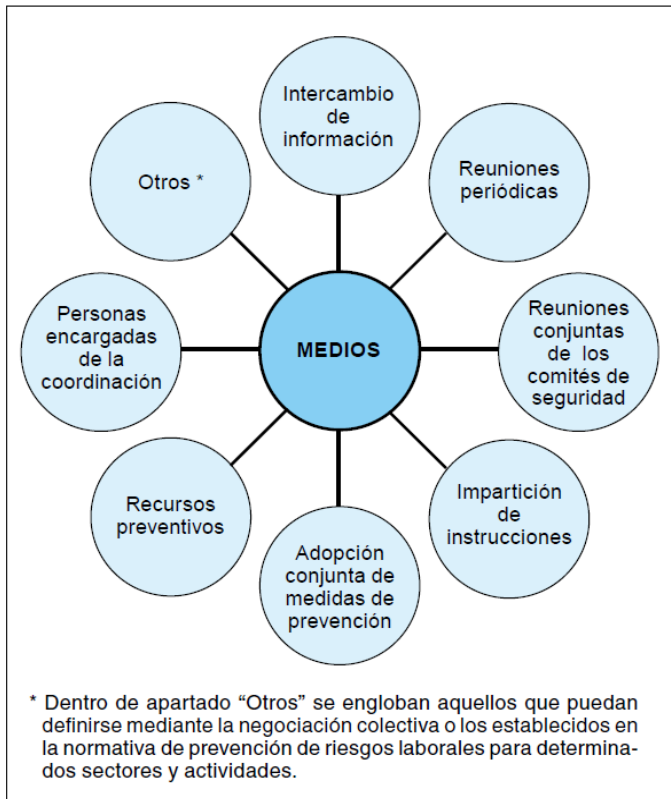 Intercambio
de
información
Reuniones
periódicas
Reuniones
conjuntas
de los
comités de
seguridad
Impartición
de
instrucciones
Adopción
conjunta de
medidas de
prevención
Recursos
preventivos
Personas
encargadas
de la
coordinación
Otros *
MEDIOS
* Dentro de apartado “Otros” se engloban aquellos que puedan
definirse mediante la negociación colectiva o los establecidos en
la normativa de prevención de riesgos laborales para determina-
dos sectores y actividades.